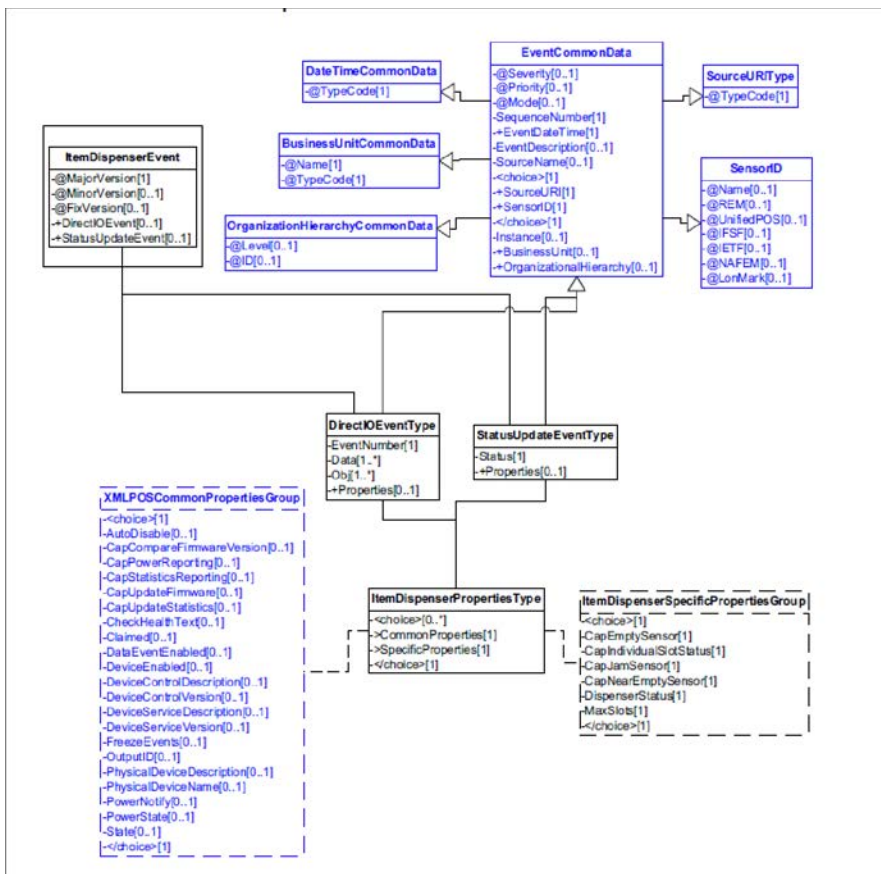 EventCommonData
-@Severity[0..1]
-@Priority[0..1]
-@Mode[0..1]
-SequenceNumber[1]
-+EventDateTime[1]
-EventDescription[0..1]
-SourceName[0..1]
-<choice>[1]
-+SourceURI[1]
-+SensorID[1]
-</choice>[1]
-Instance[0..1]
-+BusinessUnit[0..1]
-+OrganizationalHierarchy[0..1]
DateTimeCommonData
-@TypeCode[1]
SourceURIType
-@TypeCode[1]
BusinessUnitCommonData
-@Name[1]
-@TypeCode[1]
ItemDispenserEvent
-@MajorVersion[1]
-@MinorVersion[0..1]
-@FixVersion[0..1]
-+DirectIOEvent[0..1]
-+StatusUpdateEvent[0..1]
SensorID
-@Name[0..1]
-@REM[0..1]
-@UnifiedPOS[0..1]
-@IFSF[0..1]
-@IETF[0..1]
-@NAFEM[0..1]
-@LonMark[0..1]
OrganizationHierarchyCommonData
-@Level[0..1]
-@ID[0..1]
DirectIOEventType
-EventNumber[1]
-Data[1..*]
-Obj[1..*]
-+Properties[0..1]
StatusUpdateEventType
-Status[1]
-+Properties[0..1]
XMLPOSCommonPropertiesGroup
-<choice>[1]
-AutoDisable[0..1]
-CapCompareFirmwareVersion[0..1]
-CapPowerReporting[0..1]
-CapStatisticsReporting[0..1]
-CapUpdateFirmware[0..1]
-CapUpdateStatistics[0..1]
-CheckHealthText[0..1]
-Claimed[0..1]
-DataEventEnabled[0..1]
-DeviceEnabled[0..1]
-DeviceControlDescription[0..1]
-DeviceControlVersion[0..1]
-DeviceServiceDescription[0..1]
-DeviceServiceVersion[0..1]
-FreezeEvents[0..1]
-OutputID[0..1]
-PhysicalDeviceDescription[0..1]
-PhysicalDeviceName[0..1]
-PowerNotify[0..1]
-PowerState[0..1]
-State[0..1]
-</choice>[1]
ItemDispenserPropertiesType
-<choice>[0..*]
->CommonProperties[1]
->SpecificProperties[1]
-</choice>[1]
ItemDispenserSpecificPropertiesGroup
-<choice>[1]
-CapEmptySensor[1]
-CapIndividualSlotStatus[1]
-CapJamSensor[1]
-CapNearEmptySensor[1]
-DispenserStatus[1]
-MaxSlots[1]
-</choice>[1]